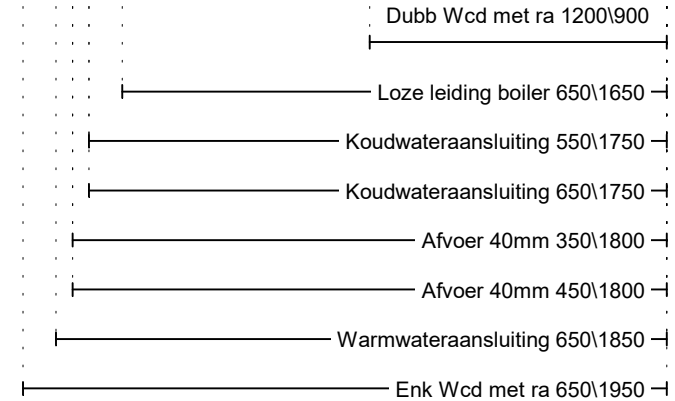 Dubb Wcd met ra 1200\900
Loze leiding boiler 650\1650
Koudwateraansluiting 550\1750
Koudwateraansluiting 650\1750
Afvoer 40mm 350\1800
Afvoer 40mm 450\1800
Warmwateraansluiting 650\1850
Enk Wcd met ra 650\1950